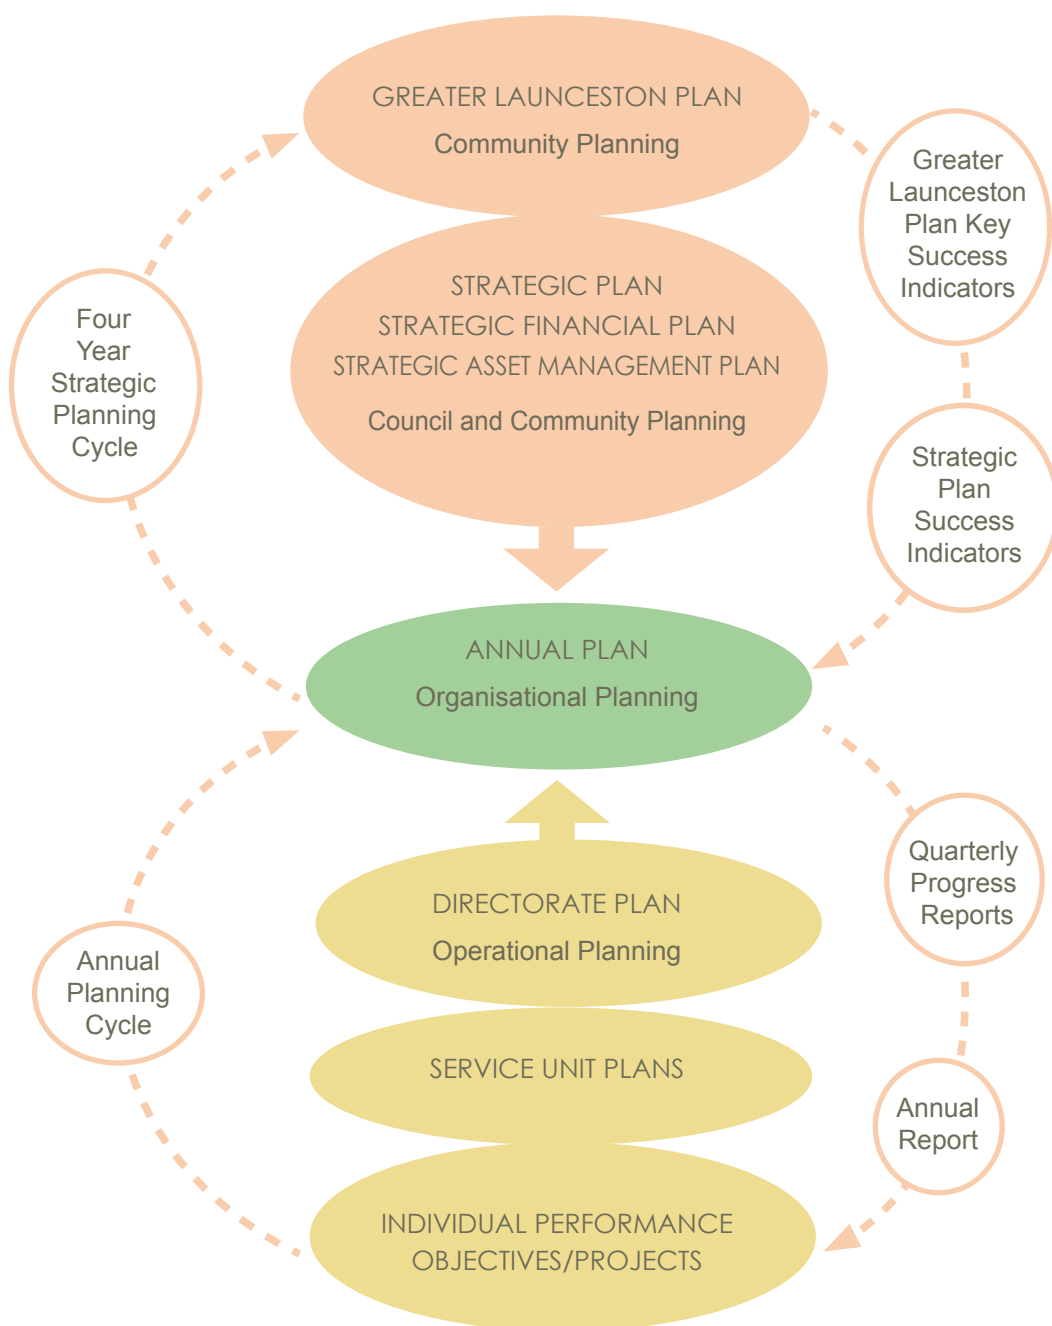 GREATER LAUNCESTON PLAN
Community Planning
Greater
Launceston
Plan Key
Success
Indicators
STRATEGIC PLAN
STRATEGIC FINANCIAL PLAN
STRATEGIC ASSET MANAGEMENT PLAN
Council and Community Planning
Four
Year
Strategic
Planning
Cycle
Strategic
Plan
Success
Indicators
ANNUAL PLAN
Organisational Planning
Quarterly
Progress
Reports
DIRECTORATE PLAN
Operational Planning
Annual
Planning
Cycle
SERVICE UNIT PLANS
Annual
Report
INDIVIDUAL PERFORMANCE
OBJECTIVES/PROJECTS